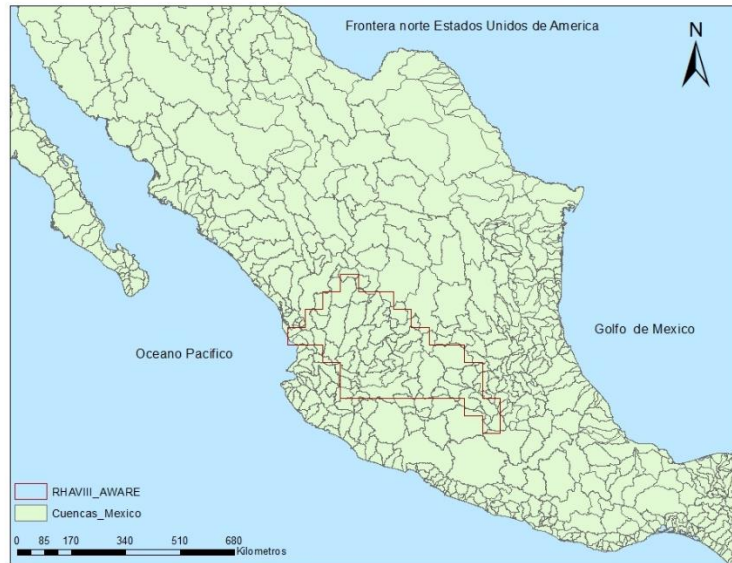 Frontera norte Estados Unidos de America
N
Golfo de Mexico
Oceano Pacífico
RHAVIII_AWARE
Cuencas_Mexico
0 85 170 340 510 680
Kilometros